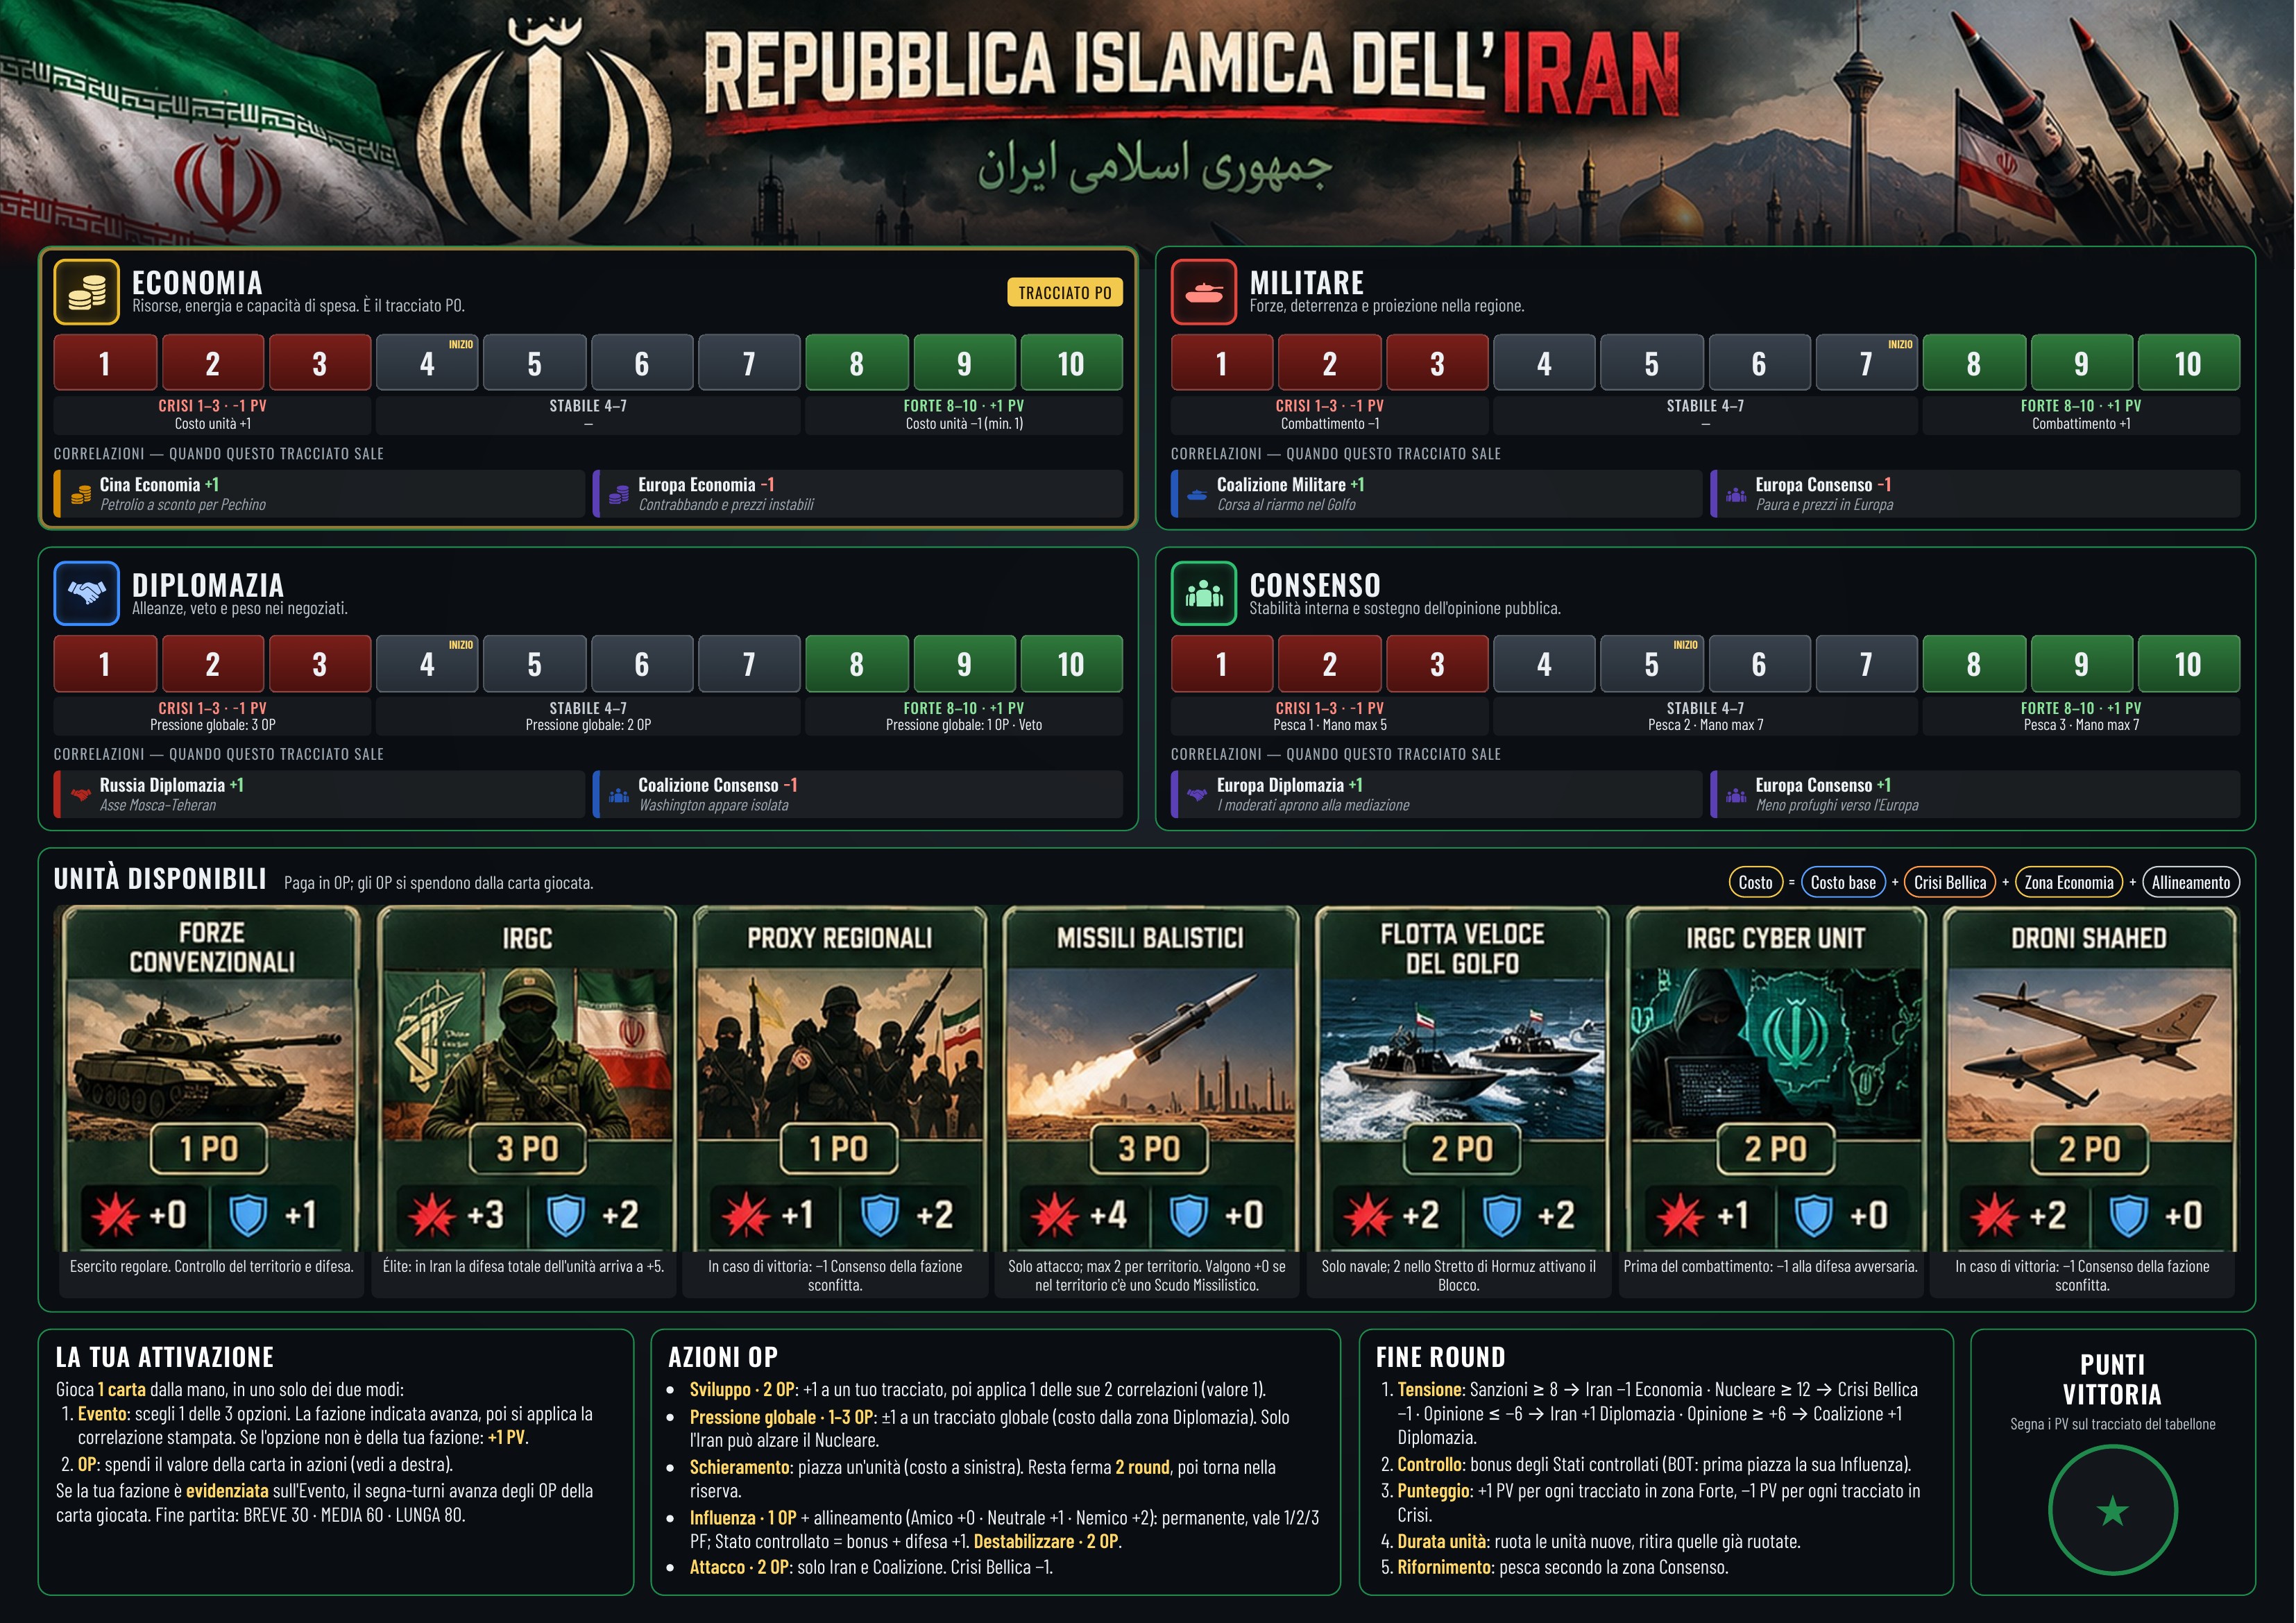 REPUBBLICA ISLAMICA DELL'IRAN
جمهوری اسلامی ایران
ECONOMIA
Risorse, energia e capacità di spesa. È il tracciato PO.
TRACCIATO PO
1 2 3 4 INIZIO 5 6 7 8 9 10
CRISI 1–3 · −1 PV
Costo unità +1
STABILE 4–7
–
FORTE 8–10 · +1 PV
Costo unità −1 (min. 1)
CORRELAZIONI — QUANDO QUESTO TRACCIATO SALE
Cina Economia +1
Petrolio a sconto per Pechino
Europa Economia −1
Contrabbando e prezzi instabili
MILITARE
Forze, deterrenza e proiezione nella regione.
1 2 3 4 5 6 7 INIZIO 8 9 10
CRISI 1–3 · −1 PV
Combattimento −1
STABILE 4–7
–
FORTE 8–10 · +1 PV
Combattimento +1
CORRELAZIONI — QUANDO QUESTO TRACCIATO SALE
Coalizione Militare +1
Corsa al riarmo nel Golfo
Europa Consenso −1
Paura e prezzi in Europa
DIPLOMAZIA
Alleanze, veto e peso nei negoziati.
1 2 3 4 INIZIO 5 6 7 8 9 10
CRISI 1–3 · −1 PV
Pressione globale: 3 OP
STABILE 4–7
Pressione globale: 2 OP
FORTE 8–10 · +1 PV
Pressione globale: 1 OP · Veto
CORRELAZIONI — QUANDO QUESTO TRACCIATO SALE
Russia Diplomazia +1
Asse Mosca–Teheran
Coalizione Consenso −1
Washington appare isolata
CONSENSO
Stabilità interna e sostegno dell'opinione pubblica.
1 2 3 4 5 INIZIO 6 7 8 9 10
CRISI 1–3 · −1 PV
Pesca 1 · Mano max 5
STABILE 4–7
Pesca 2 · Mano max 7
FORTE 8–10 · +1 PV
Pesca 3 · Mano max 7
CORRELAZIONI — QUANDO QUESTO TRACCIATO SALE
Europa Diplomazia +1
I moderati aprono alla mediazione
Europa Consenso +1
Meno profughi verso l'Europa
UNITÀ DISPONIBILI Paga in OP; gli OP si spendono dalla carta giocata.
Costo = Costo base + Crisi Bellica + Zona Economia + Allineamento
FORZE
CONVENZIONALI
1 PO
+0 +1
Esercito regolare. Controllo del territorio e difesa.
IRGC
3 PO
+3 +2
Élite: in Iran la difesa totale dell'unità arriva a +5.
PROXY REGIONALI
1 PO
+1 +2
In caso di vittoria: −1 Consenso della fazione
sconfitta.
MISSILI BALISTICI
3 PO
+4 +0
Solo attacco; max 2 per territorio. Valgono +0 se
nel territorio c'è uno Scudo Missilistico.
FLOTTA VELOCE
DEL GOLFO
2 PO
+2 +2
Solo navale; 2 nello Stretto di Hormuz attivano il
Blocco.
IRGC CYBER UNIT
2 PO
+1 +0
Prima del combattimento: −1 alla difesa avversaria.
DRONI SHAHED
2 PO
+2 +0
In caso di vittoria: −1 Consenso della fazione
sconfitta.
LA TUA ATTIVAZIONE
Gioca 1 carta dalla mano, in uno solo dei due modi:
1. Evento: scegli 1 delle 3 opzioni. La fazione indicata avanza, poi si applica la
correlazione stampata. Se l'opzione non è della tua fazione: +1 PV.
2. OP: spendi il valore della carta in azioni (vedi a destra).
Se la tua fazione è evidenziata sull'Evento, il segna-turni avanza degli OP della
carta giocata. Fine partita: BREVE 30 · MEDIA 60 · LUNGA 80.
AZIONI OP
• Sviluppo · 2 OP: +1 a un tuo tracciato, poi applica 1 delle sue 2 correlazioni (valore 1).
• Pressione globale · 1–3 OP: ±1 a un tracciato globale (costo dalla zona Diplomazia). Solo
l'Iran può alzare il Nucleare.
• Schieramento: piazza un'unità (costo a sinistra). Resta ferma 2 round, poi torna nella
riserva.
• Influenza · 1 OP + allineamento (Amico +0 · Neutrale +1 · Nemico +2): permanente, vale 1/2/3
PF; Stato controllato = bonus + difesa +1. Destabilizzare · 2 OP.
• Attacco · 2 OP: solo Iran e Coalizione. Crisi Bellica −1.
FINE ROUND
1. Tensione: Sanzioni ≥ 8 → Iran −1 Economia · Nucleare ≥ 12 → Crisi Bellica
−1 · Opinione ≤ −6 → Iran +1 Diplomazia · Opinione ≥ +6 → Coalizione +1
Diplomazia.
2. Controllo: bonus degli Stati controllati (BOT: prima piazza la sua Influenza).
3. Punteggio: +1 PV per ogni tracciato in zona Forte, −1 PV per ogni tracciato in
Crisi.
4. Durata unità: ruota le unità nuove, ritira quelle già ruotate.
5. Rifornimento: pesca secondo la zona Consenso.
PUNTI
VITTORIA
Segna i PV sul tracciato del tabellone